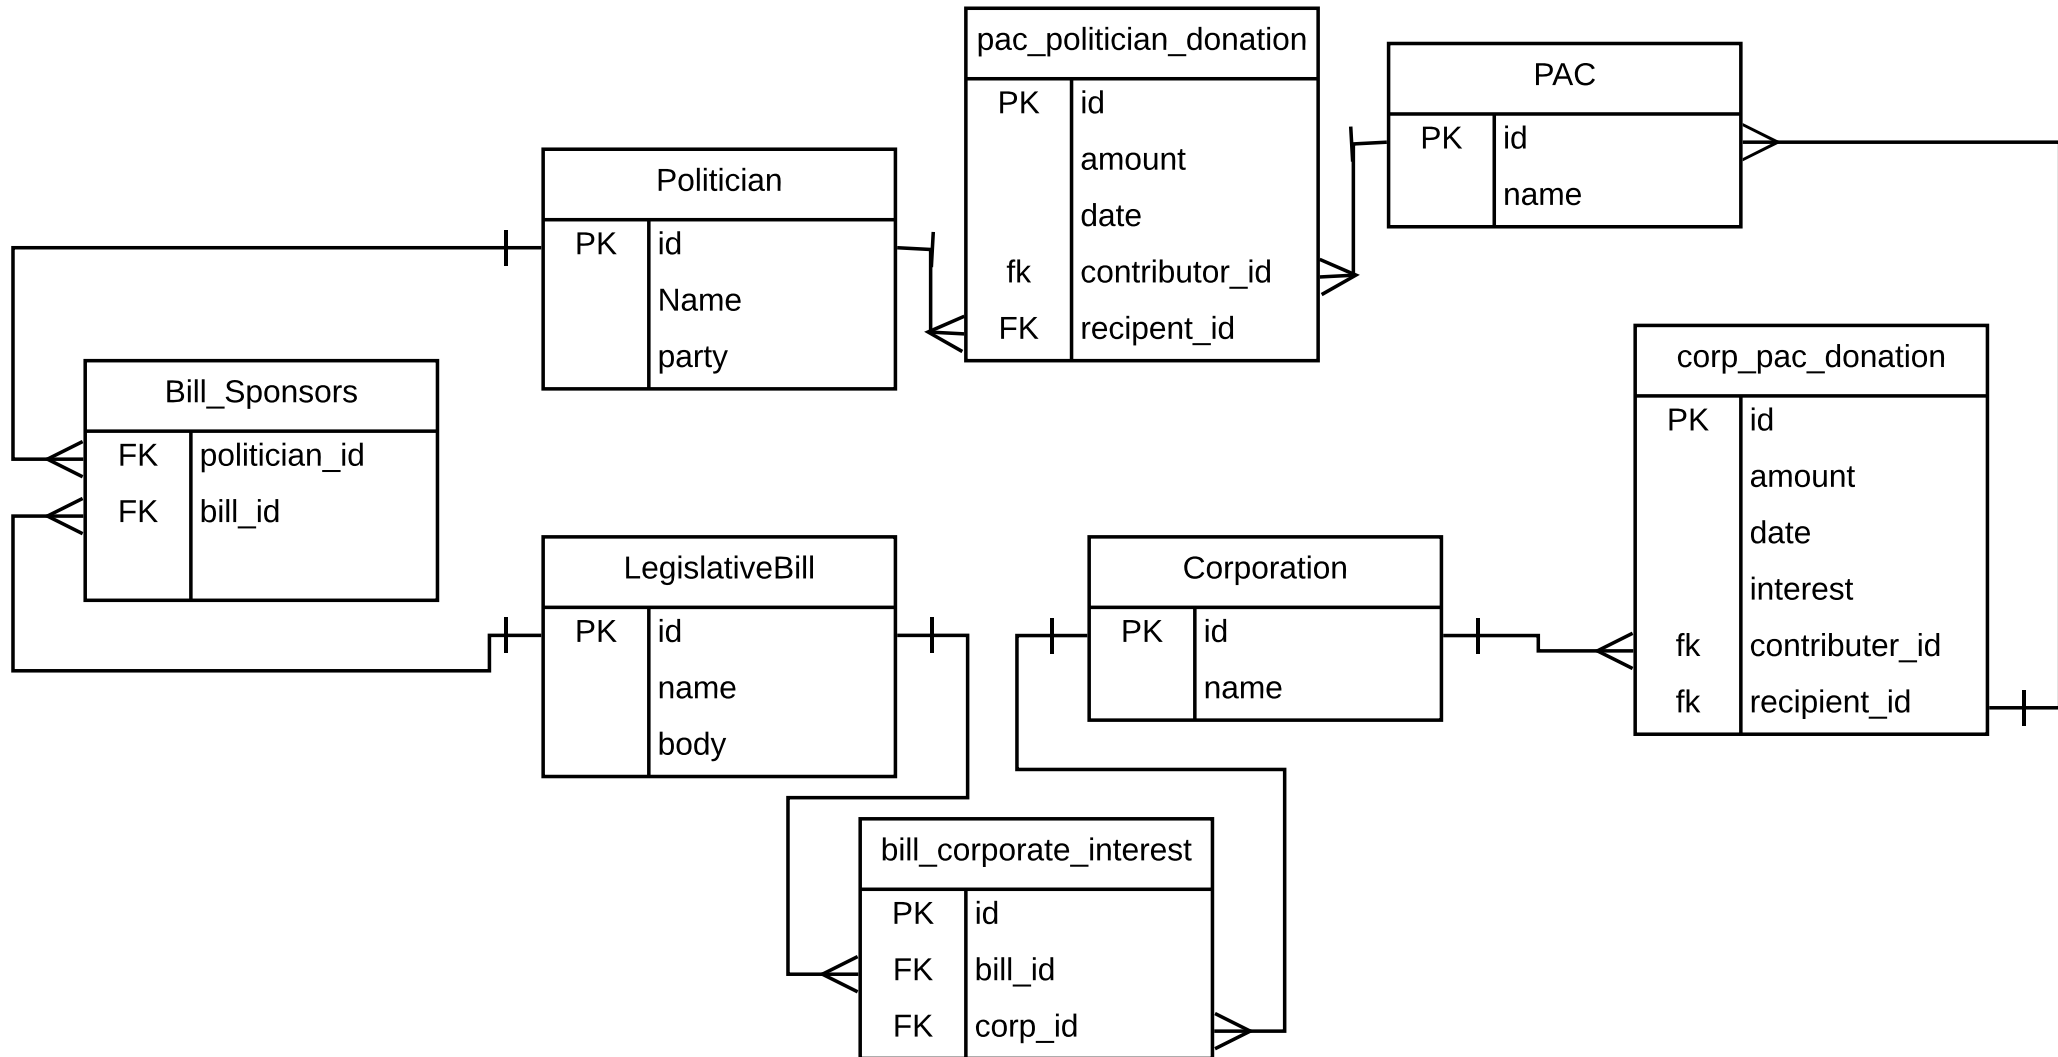 pac_politician_donation
PK id
amount
date
fk contributor_id
FK recipent_id
PAC
PK id
name
Politician
PK id
Name
party
Bill_Sponsors
FK politician_id
FK bill_id
corp_pac_donation
PK id
amount
date
interest
fk contributer_id
fk recipient_id
LegislativeBill
PK id
name
body
Corporation
PK id
name
bill_corporate_interest
PK id
FK bill_id
FK corp_id